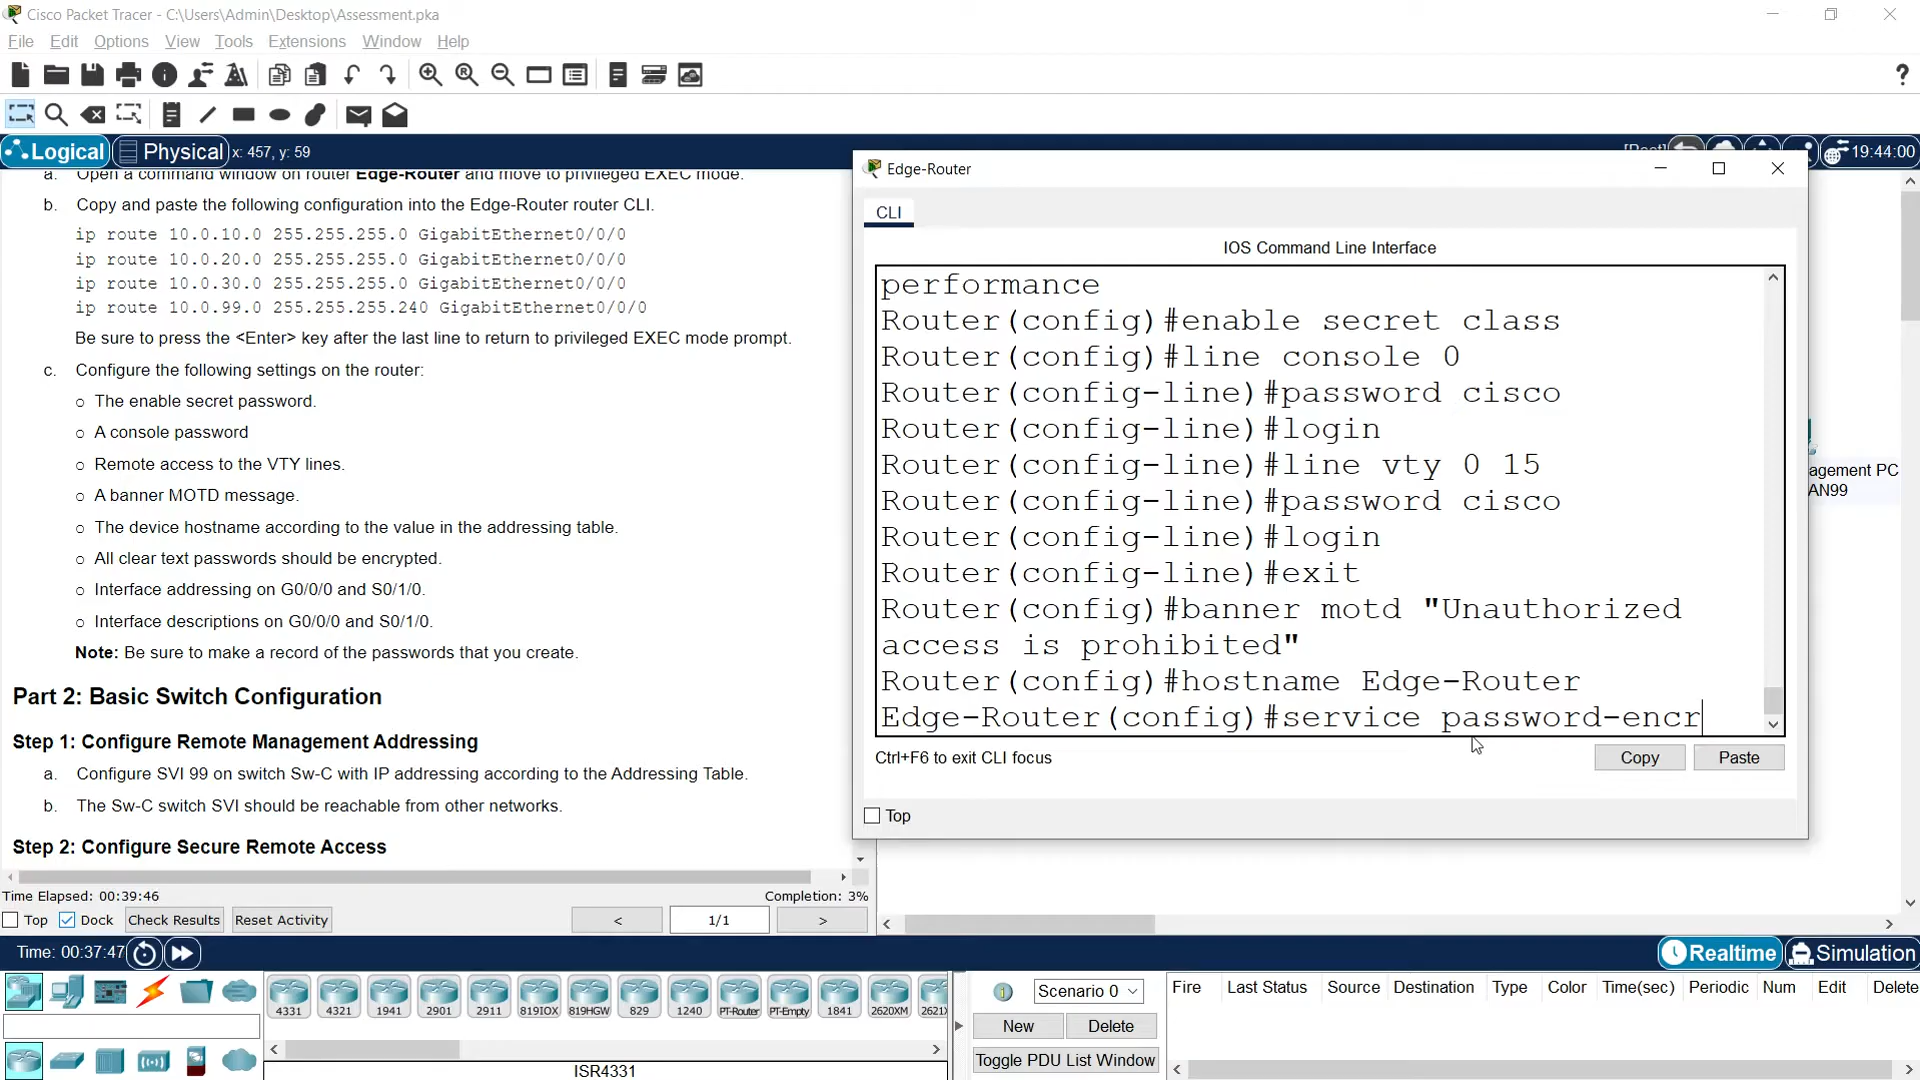 Cisco Packet Tracer - C:\Users\Admin\Desktop\Assessment.pka
File Edit Options View Tools Extensions Window Help
?
Logical Physical x: 457, y: 59
19:44:00
a. Open a command window on router Edge-Router and move to privileged EXEC mode.
b. Copy and paste the following configuration into the Edge-Router router CLI.
ip route 10.0.10.0 255.255.255.0 GigabitEthernet0/0/0
ip route 10.0.20.0 255.255.255.0 GigabitEthernet0/0/0
ip route 10.0.30.0 255.255.255.0 GigabitEthernet0/0/0
ip route 10.0.99.0 255.255.255.240 GigabitEthernet0/0/0
Be sure to press the <Enter> key after the last line to return to privileged EXEC mode prompt.
c. Configure the following settings on the router:
o The enable secret password.
o A console password
o Remote access to the VTY lines.
o A banner MOTD message.
o The device hostname according to the value in the addressing table.
o All clear text passwords should be encrypted.
o Interface addressing on G0/0/0 and S0/1/0.
o Interface descriptions on G0/0/0 and S0/1/0.
Note: Be sure to make a record of the passwords that you create.
Part 2: Basic Switch Configuration
Step 1: Configure Remote Management Addressing
a. Configure SVI 99 on switch Sw-C with IP addressing according to the Addressing Table.
b. The Sw-C switch SVI should be reachable from other networks.
Step 2: Configure Secure Remote Access
Time Elapsed: 00:39:46 Completion: 3%
Top Dock Check Results Reset Activity < 1/1 >
Edge-Router
CLI
IOS Command Line Interface
performance
Router(config)#enable secret class
Router(config)#line console 0
Router(config-line)#password cisco
Router(config-line)#login
Router(config-line)#line vty 0 15
Router(config-line)#password cisco
Router(config-line)#login
Router(config-line)#exit
Router(config)#banner motd "Unauthorized
access is prohibited"
Router(config)#hostname Edge-Router
Edge-Router(config)#service password-encr
Ctrl+F6 to exit CLI focus Copy Paste
Top
agement PC
AN99
Time: 00:37:47 Realtime Simulation
4331 4321 1941 2901 2911 819IOX 819HGW 829 1240 PT-Router PT-Empty 1841 2620XM 2621X
ISR4331
Scenario 0
New Delete
Toggle PDU List Window
Fire Last Status Source Destination Type Color Time(sec) Periodic Num Edit Delete